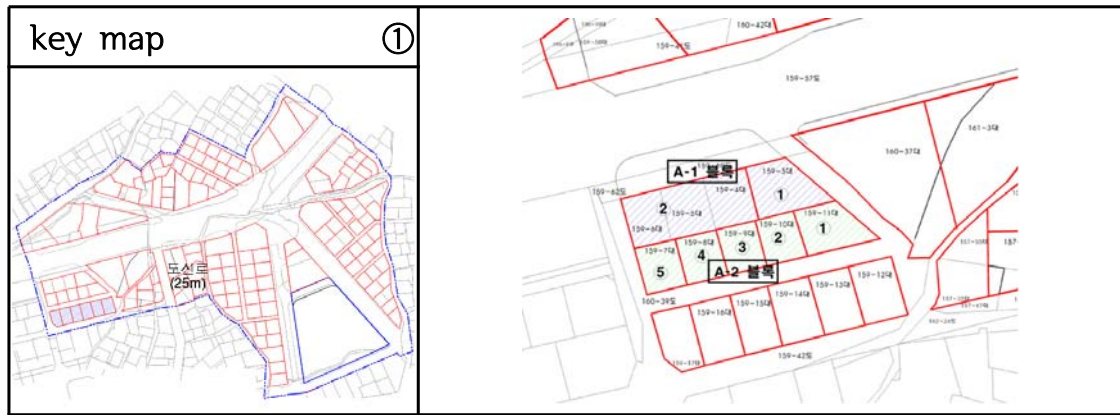 key map ①
도신로
(25m)
160-42대
159-57도
161-3대
160-37대
A-1 블록
159-62도
159-4대
159-3대
1
2
159-5대
159-6대
159-11대
159-10대
1
159-9대
2
159-8대
3
159-7대
4
5
A-2 블록
160-39도
159-12대
159-13대
159-14대
159-15대
159-16대
159-42도